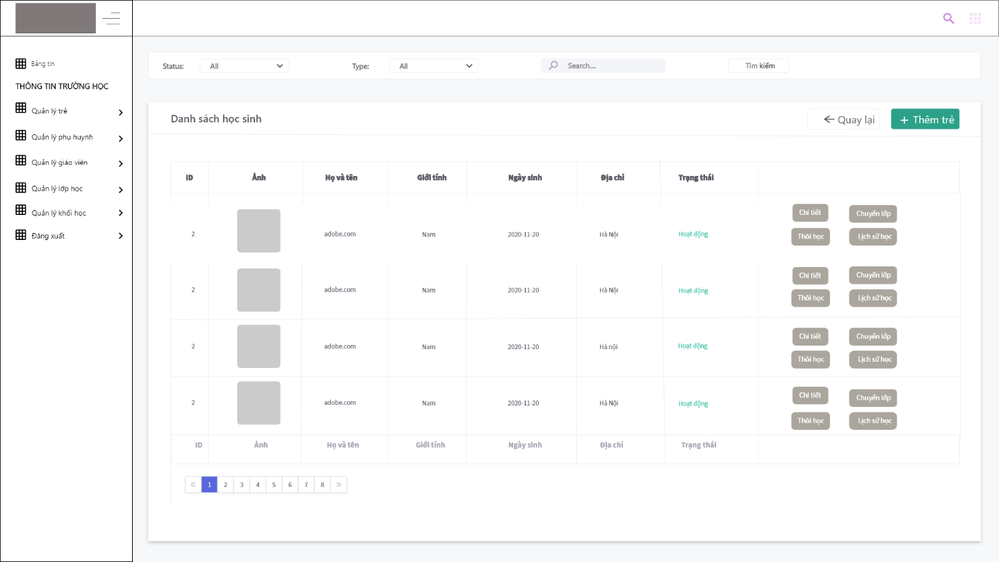 Bảng tin
THÔNG TIN TRƯỜNG HỌC
Quản lý trẻ
Quản lý phụ huynh
Quản lý giáo viên
Quản lý lớp học
Quản lý khối học
Đăng xuất
Status: All Type: All Search.... Tìm kiếm
Danh sách học sinh
Quay lại
+ Thêm trẻ
ID Ảnh Họ và tên Giới tính Ngày sinh Địa chỉ Trạng thái
2 adobe.com Nam 2020-11-20 Hà Nội Hoạt động
Chi tiết Chuyển lớp
Thôi học Lịch sử học
2 adobe.com Nam 2020-11-20 Hà Nội Hoạt động
Chi tiết Chuyển lớp
Thôi học Lịch sử học
2 adobe.com Nam 2020-11-20 Hà nội Hoạt động
Chi tiết Chuyển lớp
Thôi học Lịch sử học
2 adobe.com Nam 2020-11-20 Hà Nội Hoạt động
Chi tiết Chuyển lớp
Thôi học Lịch sử học
ID Ảnh Họ và tên Giới tính Ngày sinh Địa chỉ Trạng thái
« 1 2 3 4 5 6 7 8 »